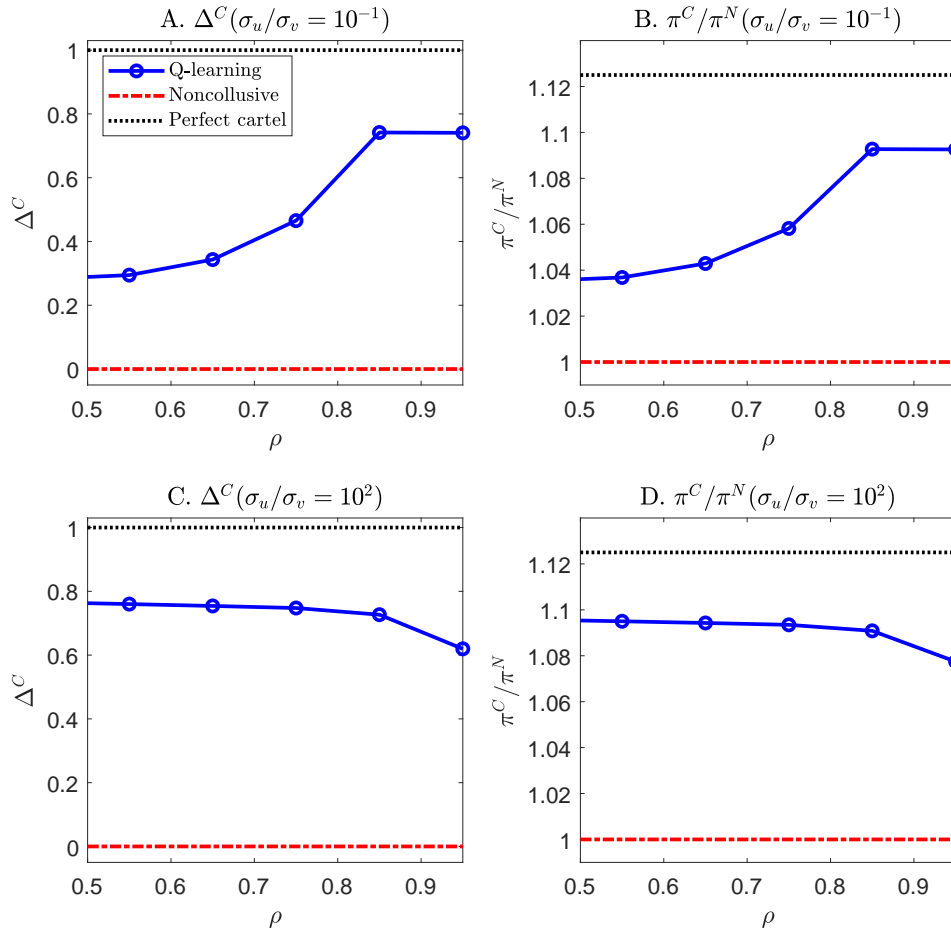 A. Δ^C(σ_u/σ_v = 10^{-1})
Δ^C
1
0.8
0.6
0.4
0.2
0
Q-learning
Noncollusive
Perfect cartel
0.5 0.6 0.7 0.8 0.9
ρ
B. π^C/π^N(σ_u/σ_v = 10^{-1})
π^C/π^N
1.12
1.1
1.08
1.06
1.04
1.02
1
0.5 0.6 0.7 0.8 0.9
ρ
C. Δ^C(σ_u/σ_v = 10^2)
Δ^C
1
0.8
0.6
0.4
0.2
0
0.5 0.6 0.7 0.8 0.9
ρ
D. π^C/π^N(σ_u/σ_v = 10^2)
π^C/π^N
1.12
1.1
1.08
1.06
1.04
1.02
1
0.5 0.6 0.7 0.8 0.9
ρ